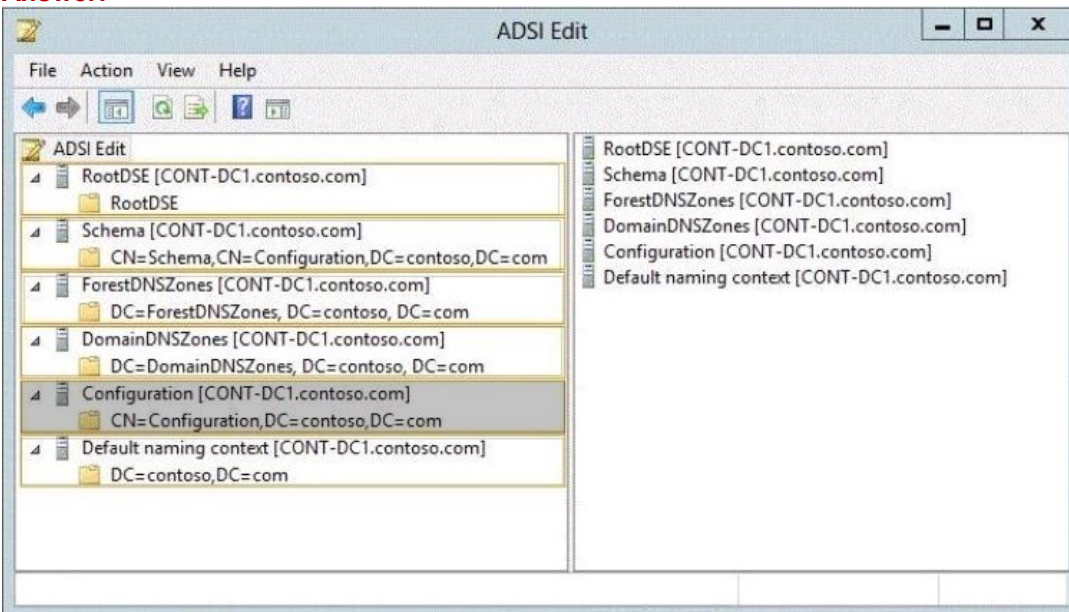 ADSI Edit
File Action View Help
ADSI Edit
RootDSE [CONT-DC1.contoso.com]
RootDSE
Schema [CONT-DC1.contoso.com]
CN=Schema,CN=Configuration,DC=contoso,DC=com
ForestDNSZones [CONT-DC1.contoso.com]
DC=ForestDNSZones, DC=contoso, DC=com
DomainDNSZones [CONT-DC1.contoso.com]
DC=DomainDNSZones, DC=contoso, DC=com
Configuration [CONT-DC1.contoso.com]
CN=Configuration,DC=contoso,DC=com
Default naming context [CONT-DC1.contoso.com]
DC=contoso,DC=com
RootDSE [CONT-DC1.contoso.com]
Schema [CONT-DC1.contoso.com]
ForestDNSZones [CONT-DC1.contoso.com]
DomainDNSZones [CONT-DC1.contoso.com]
Configuration [CONT-DC1.contoso.com]
Default naming context [CONT-DC1.contoso.com]